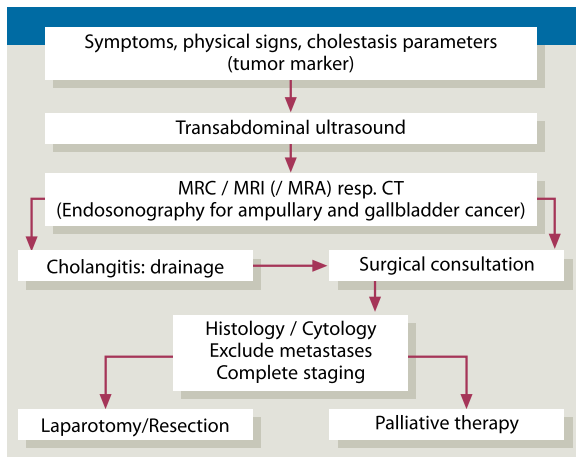 Symptoms, physical signs, cholestasis parameters
(tumor marker)
Transabdominal ultrasound
MRC / MRI (/ MRA) resp. CT
(Endosonography for ampullary and gallbladder cancer)
Cholangitis: drainage
Surgical consultation
Histology / Cytology
Exclude metastases
Complete staging
Laparotomy/Resection
Palliative therapy